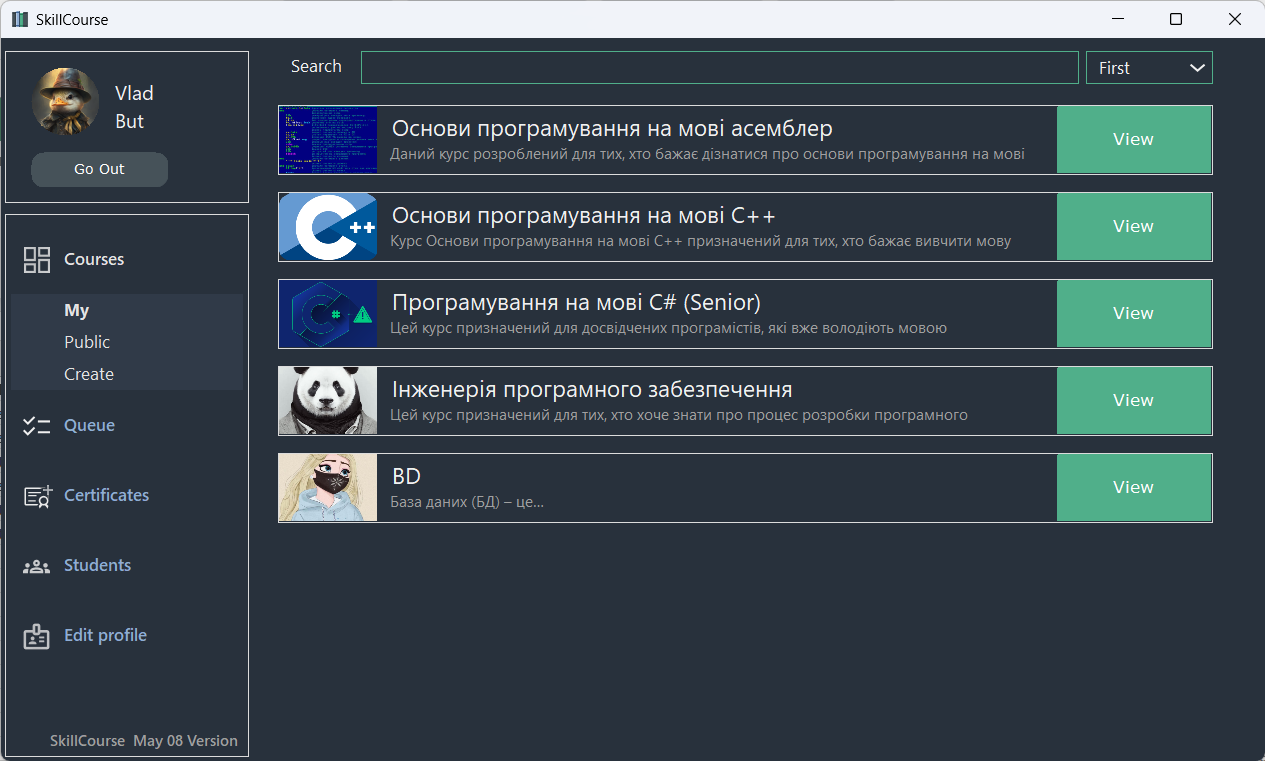 SkillCourse
Vlad
But
Go Out
Courses
My
Public
Create
Queue
Certificates
Students
Edit profile
SkillCourse May 08 Version
Search
First
Основи програмування на мові асемблер
Даний курс розроблений для тих, хто бажає дізнатися про основи програмування на мові
View
Основи програмування на мові C++
Курс Основи програмування на мові C++ призначений для тих, хто бажає вивчити мову
View
Програмування на мові C# (Senior)
Цей курс призначений для досвідчених програмістів, які вже володіють мовою
View
Інженерія програмного забезпечення
Цей курс призначений для тих, хто хоче знати про процес розробки програмного
View
BD
База даних (БД) – це...
View
C++
C#